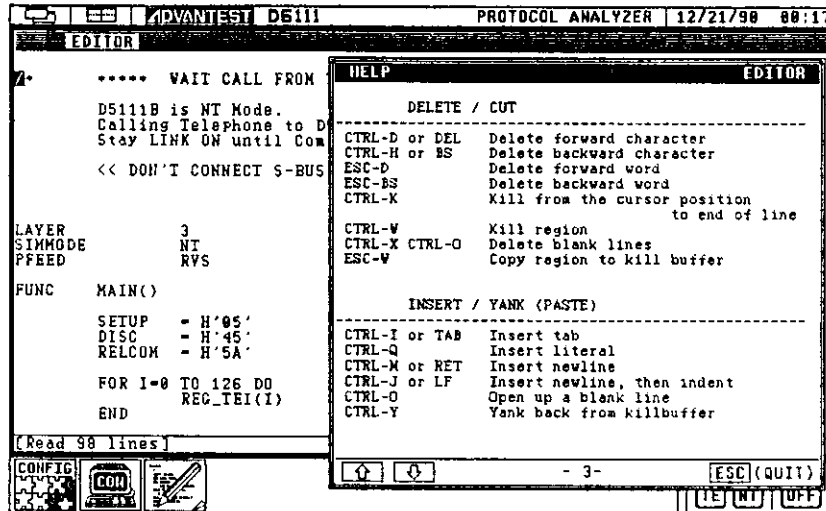 ADVANTEST D5111 PROTOCOL ANALYZER 12/21/90 00:17
EDITOR
/* ***** WAIT CALL FROM
D5111B is NT Mode.
Calling Telephone to D5
Stay LINK ON until Com
<< DON'T CONNECT S-BUS
LAYER 3
SIMMODE NT
PFEED RVS
FUNC MAIN()
SETUP = H'05'
DISC = H'45'
RELCOM = H'5A'
FOR I=0 TO 126 DO
REG_TEI(I)
END
[Read 98 lines]
CONFIG
COM
HELP EDITOR
DELETE / CUT
CTRL-D or DEL Delete forward character
CTRL-H or BS Delete backward character
ESC-D Delete forward word
ESC-BS Delete backward word
CTRL-K Kill from the cursor position
to end of line
CTRL-W Kill region
CTRL-X CTRL-O Delete blank lines
ESC-W Copy region to kill buffer
INSERT / YANK (PASTE)
CTRL-I or TAB Insert tab
CTRL-Q Insert literal
CTRL-M or RET Insert newline
CTRL-J or LF Insert newline, then indent
CTRL-O Open up a blank line
CTRL-Y Yank back from killbuffer
- 3- ESC (QUIT)
TE NT OFF